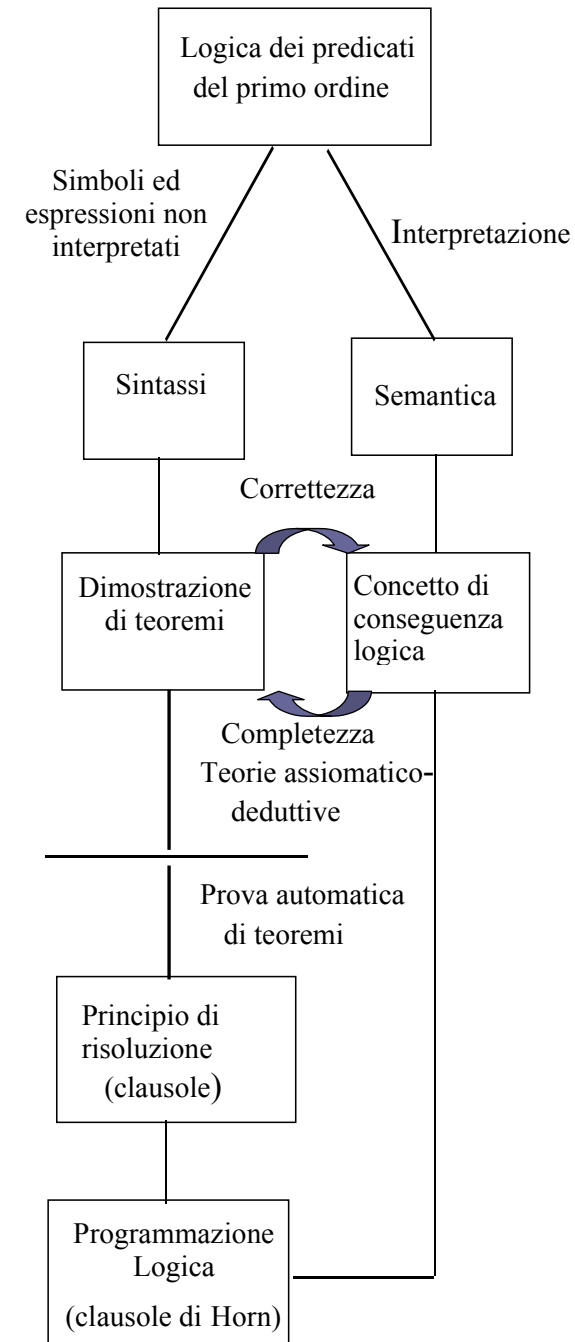 Logica dei predicati
del primo ordine
Simboli ed
espressioni non
interpretati
Interpretazione
Sintassi
Semantica
Correttezza
Dimostrazione
di teoremi
Concetto di
conseguenza
logica
Completezza
Teorie assiomatico-
deduttive
Prova automatica
di teoremi
Principio di
risoluzione
(clausole)
Programmazione
Logica
(clausole di Horn)